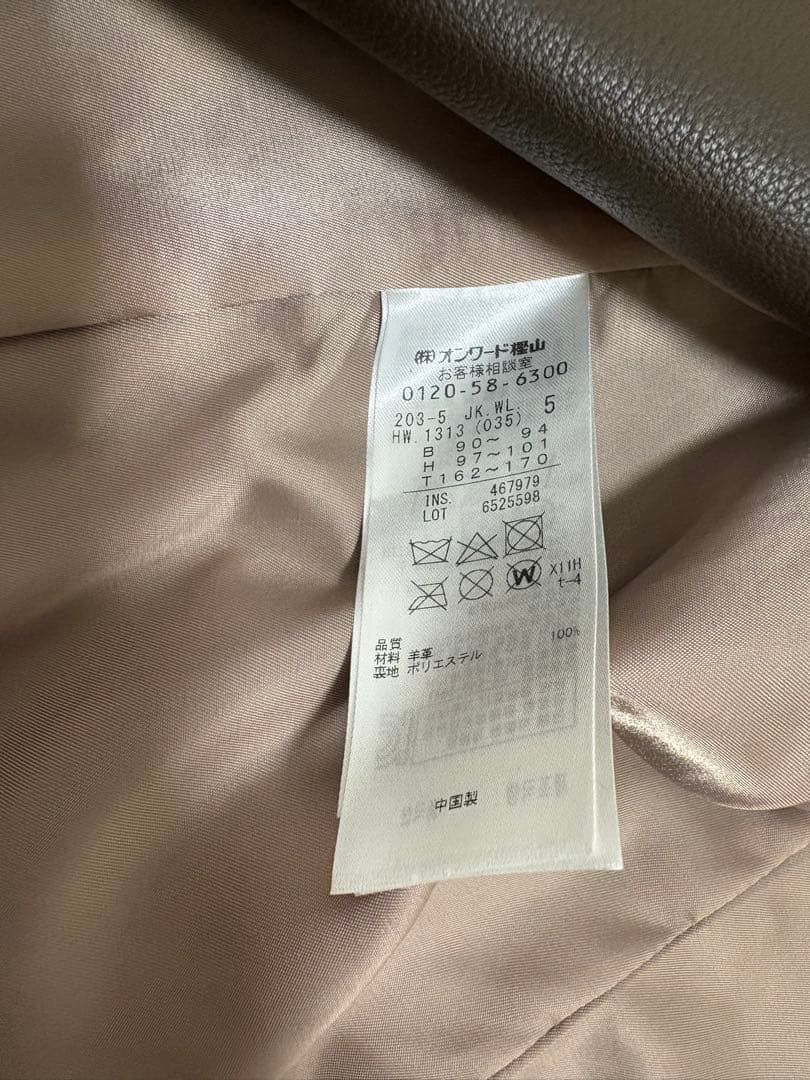 (株)オンワード樫山
お客様相談室
0120-58-6300
203-5 JK.WL: 5
HW.1313 (035)
B 90～ 94
H 97～101
T162～170
INS. 467979
LOT 6525598
W X11H
t-4
品質
材料 羊革
裏地 ポリエステル 100%
中国製